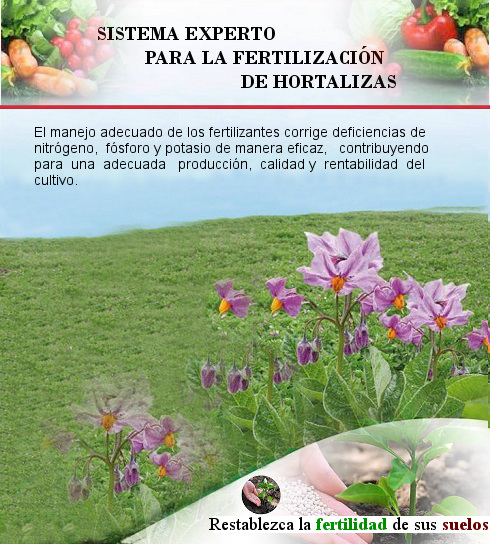 SISTEMA EXPERTO
PARA LA FERTILIZACIÓN
DE HORTALIZAS
El manejo adecuado de los fertilizantes corrige deficiencias de
nitrógeno, fósforo y potasio de manera eficaz, contribuyendo
para una adecuada producción, calidad y rentabilidad del
cultivo.
Restablezca la fertilidad de sus suelos